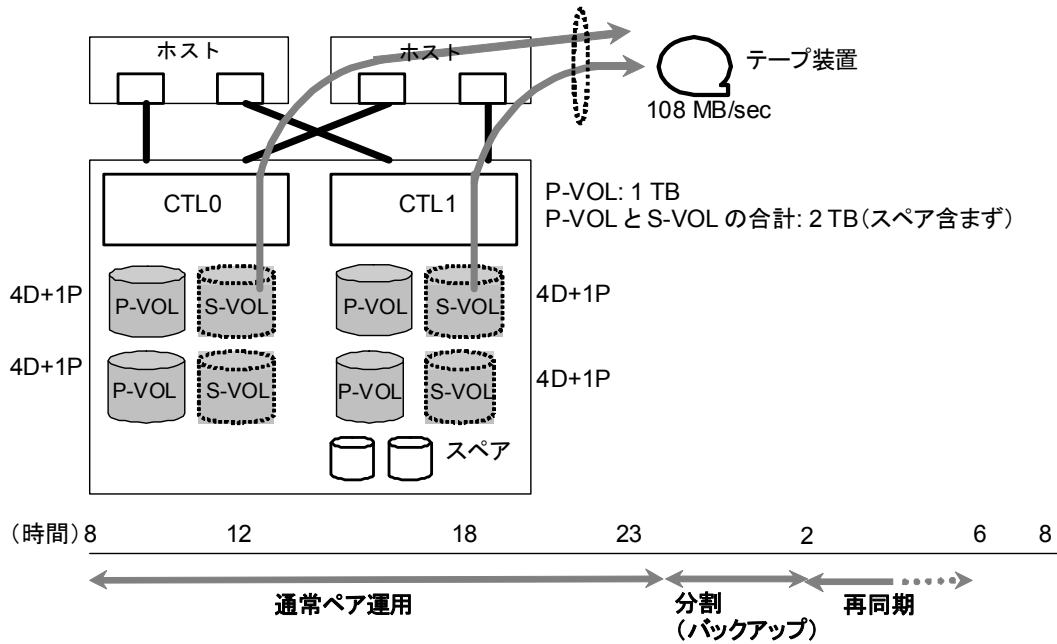 ホスト
ホスト
テープ装置
108 MB/sec
CTL0
CTL1
P-VOL: 1 TB
P-VOL と S-VOL の合計: 2 TB(スペア含まず)
4D+1P
P-VOL
S-VOL
P-VOL
S-VOL
4D+1P
4D+1P
P-VOL
S-VOL
P-VOL
S-VOL
4D+1P
スペア
(時間) 8 12 18 23 2 6 8
通常ペア運用
分割
(バックアップ)
再同期